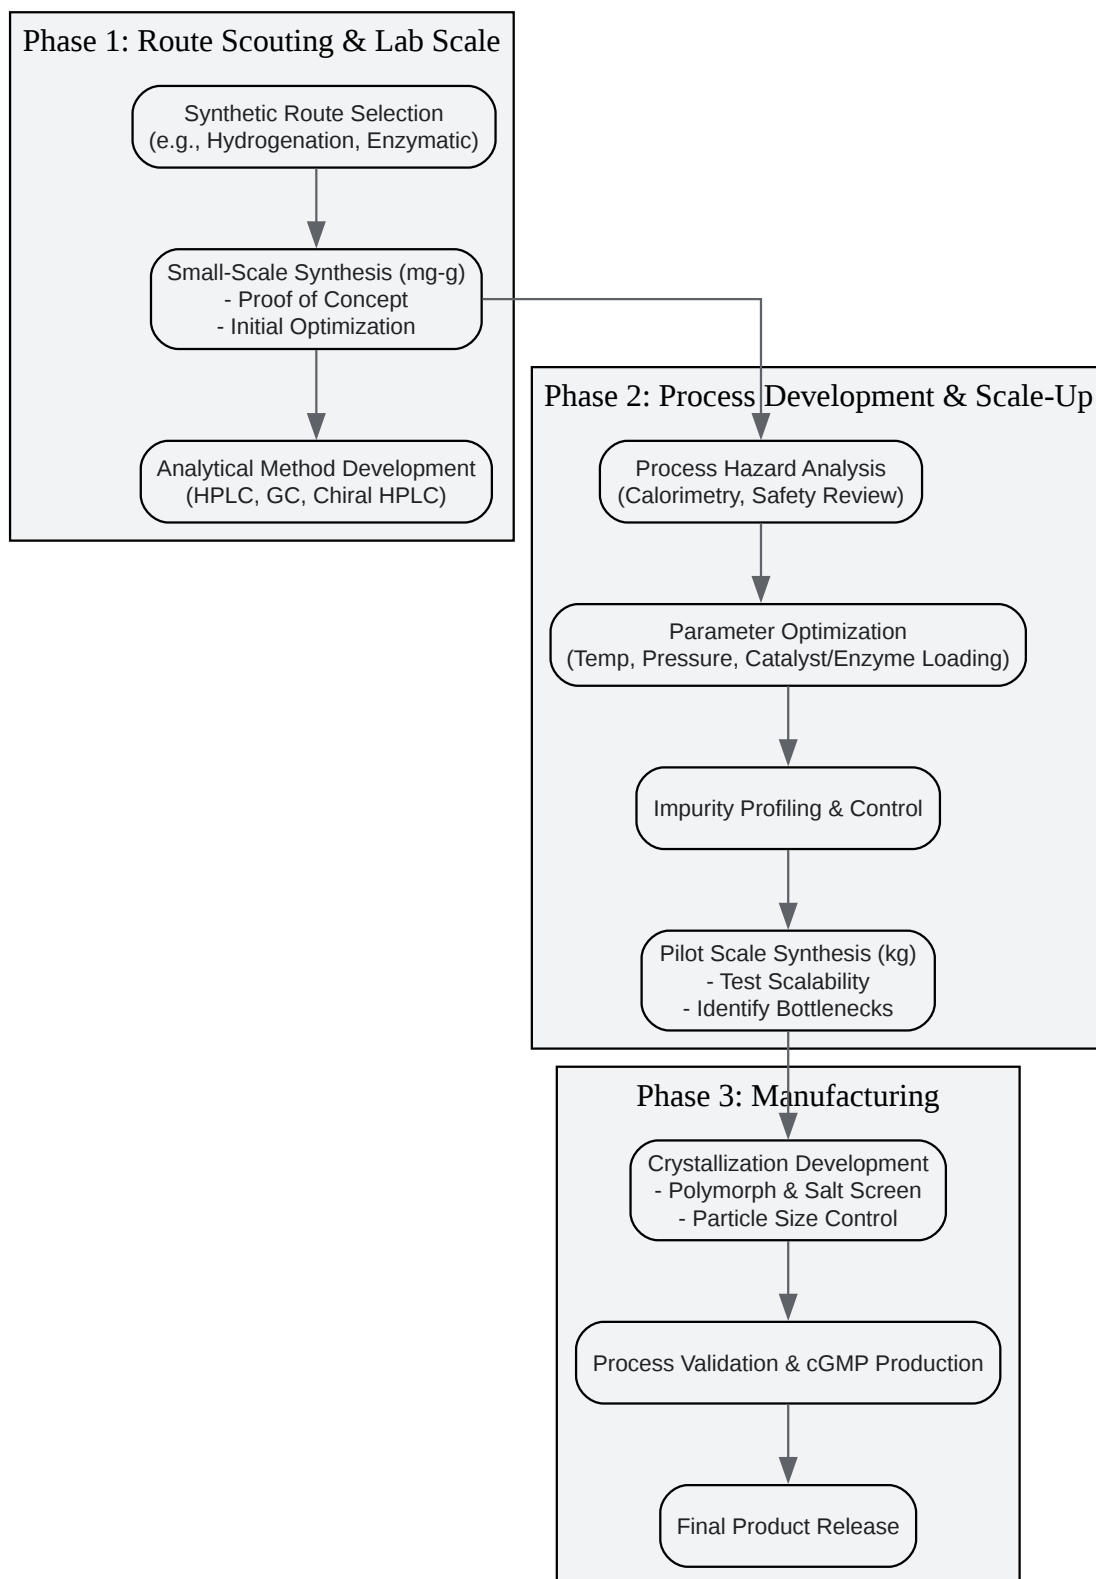 Phase 1: Route Scouting & Lab Scale
Synthetic Route Selection
(e.g., Hydrogenation, Enzymatic)
Small-Scale Synthesis (mg-g)
- Proof of Concept
- Initial Optimization
Analytical Method Development
(HPLC, GC, Chiral HPLC)
Phase 2: Process Development & Scale-Up
Process Hazard Analysis
(Calorimetry, Safety Review)
Parameter Optimization
(Temp, Pressure, Catalyst/Enzyme Loading)
Impurity Profiling & Control
Pilot Scale Synthesis (kg)
- Test Scalability
- Identify Bottlenecks
Phase 3: Manufacturing
Crystallization Development
- Polymorph & Salt Screen
- Particle Size Control
Process Validation & cGMP Production
Final Product Release